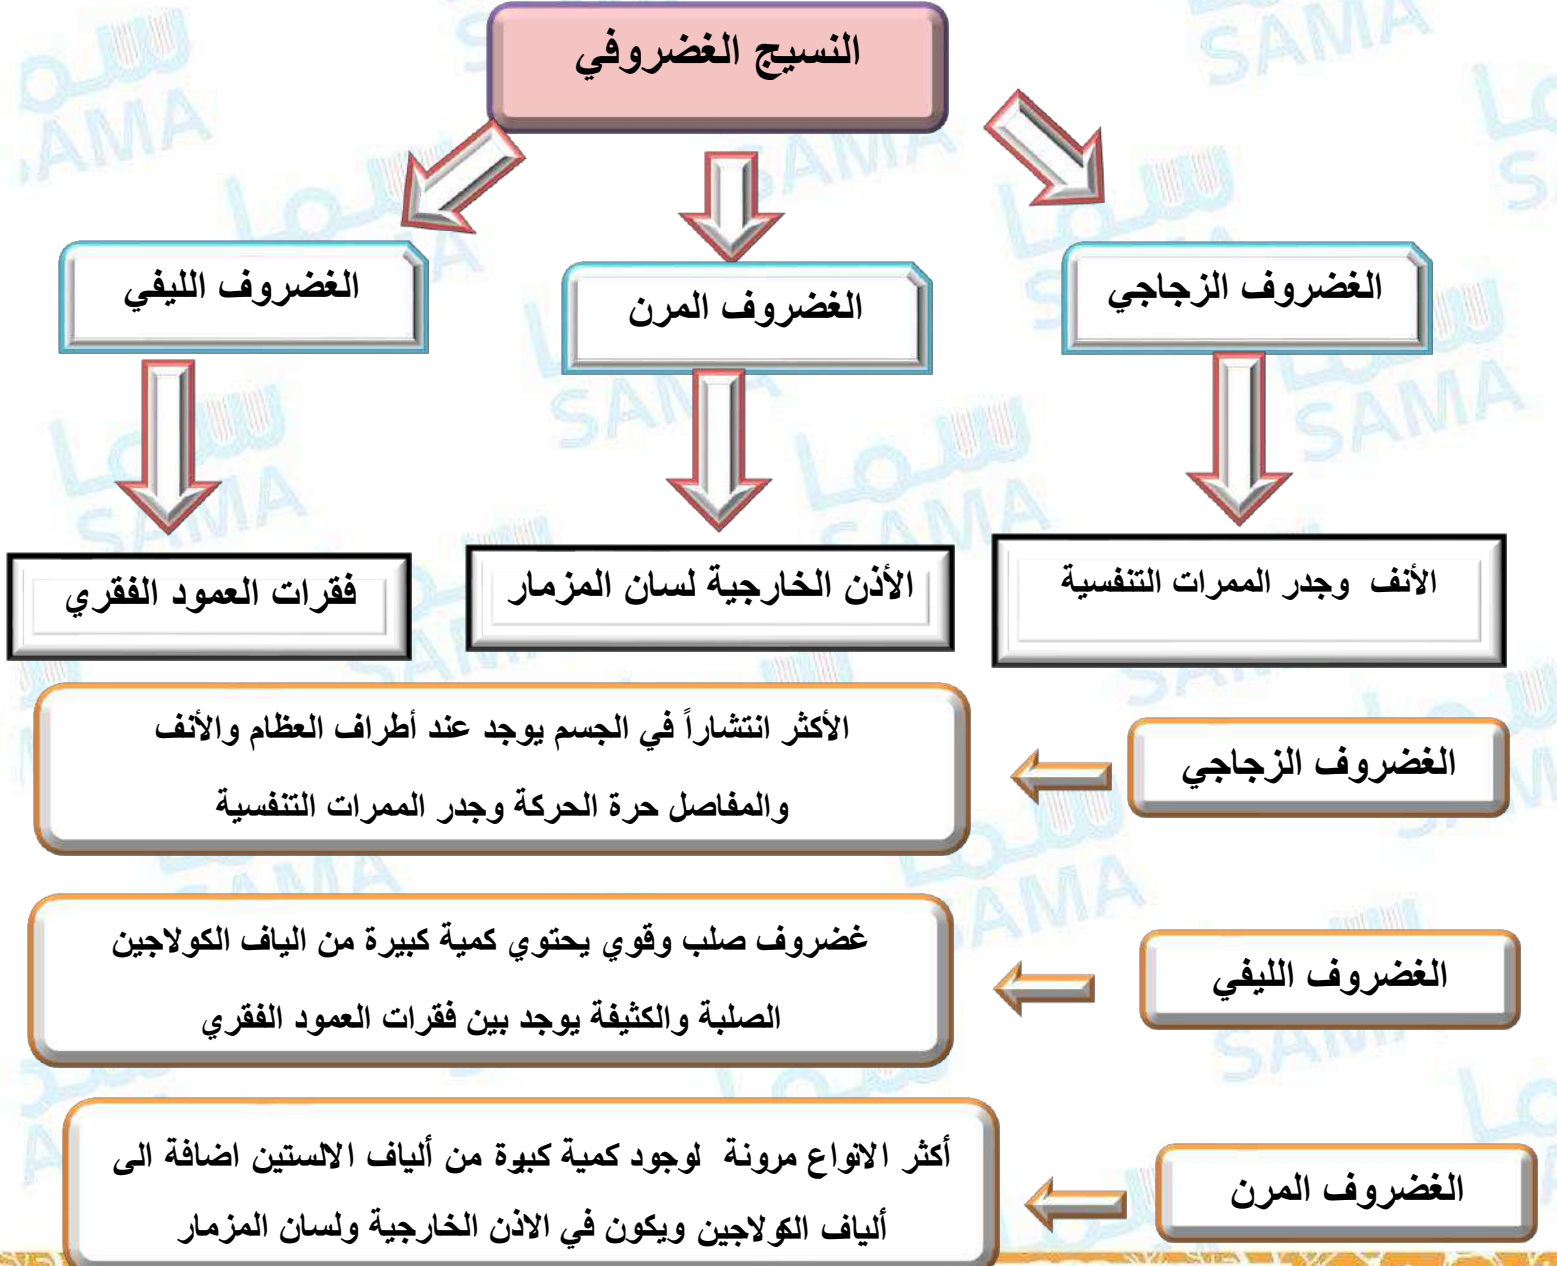 النسيج الغضروفي
الغضروف الزجاجي
الغضروف المرن
الغضروف الليفي
الأنف وجدر الممرات التنفسية
الأذن الخارجية لسان المزمار
فقرات العمود الفقري
الغضروف الزجاجي
الأكثر انتشاراً في الجسم يوجد عند أطراف العظام والأنف
والمفاصل حرة الحركة وجدر الممرات التنفسية
الغضروف الليفي
غضروف صلب وقوي يحتوي كمية كبيرة من الياف الكولاجين
الصلبة والكثيفة يوجد بين فقرات العمود الفقري
الغضروف المرن
أكثر الانواع مرونة لوجود كمية كبيرة من ألياف الالستين اضافة الى
ألياف الكولاجين ويكون في الاذن الخارجية ولسان المزمار
سما
SAMA